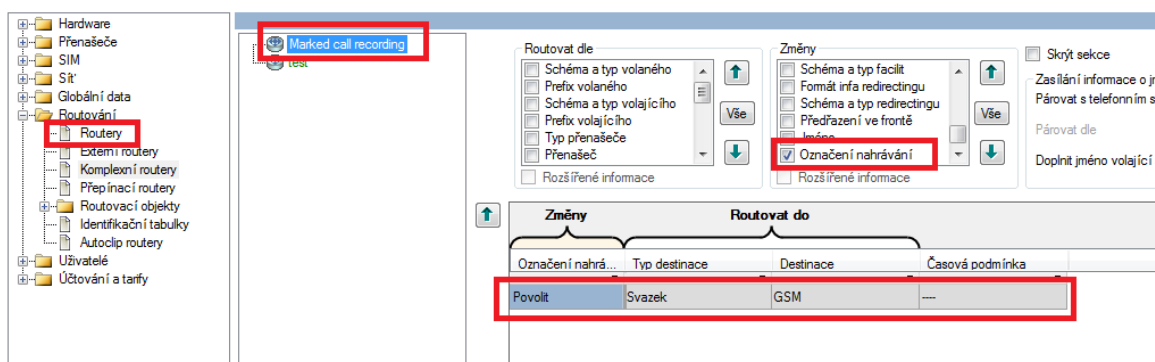 Hardware
Přenašeče
SIM
Síť
Globální data
Routování
Routery
Externí routery
Komplexní routery
Přepínací routery
Routovací objekty
Identifikační tabulky
Autoclip routery
Uživatelé
Účtování a tarify
Marked call recording
test
Routovat dle
Schéma a typ volaného
Prefix volaného
Schéma a typ volajícího
Prefix volajícího
Typ přenašeče
Přenašeč
Rozšířené informace
Vše
Změny
Schéma a typ facilit
Formát infa redirectingu
Schéma a typ redirectingu
Předřazení ve frontě
Jméno
Označení nahrávání
Rozšířené informace
Vše
Skrýt sekce
Zasílání informace o j
Párovat s telefonním s
Párovat dle
Doplnit jméno volající
Změny Routovat do
Označení nahrá... Typ destinace Destinace Časová podmínka
Povolit Svazek GSM ----